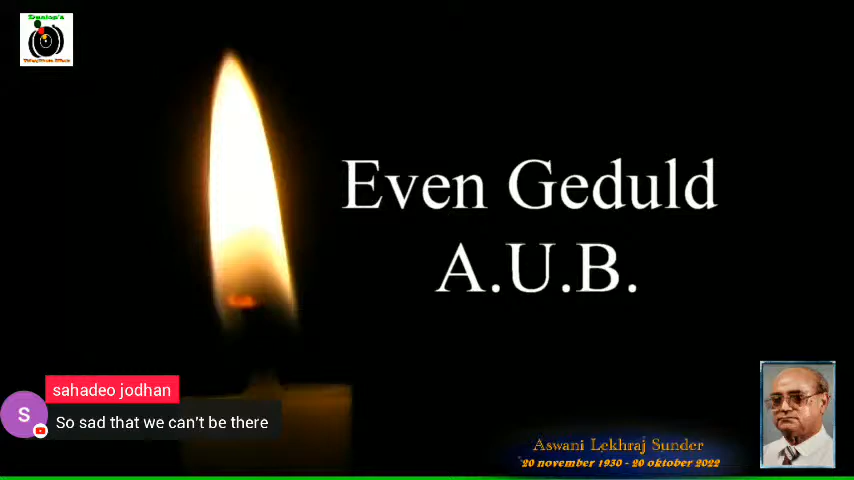 Even Geduld
A.U.B.
sahadeo jodhan
S
So sad that we can't be there
Aswani Lekhraj Sunder
20 november 1930 - 20 oktober 2022